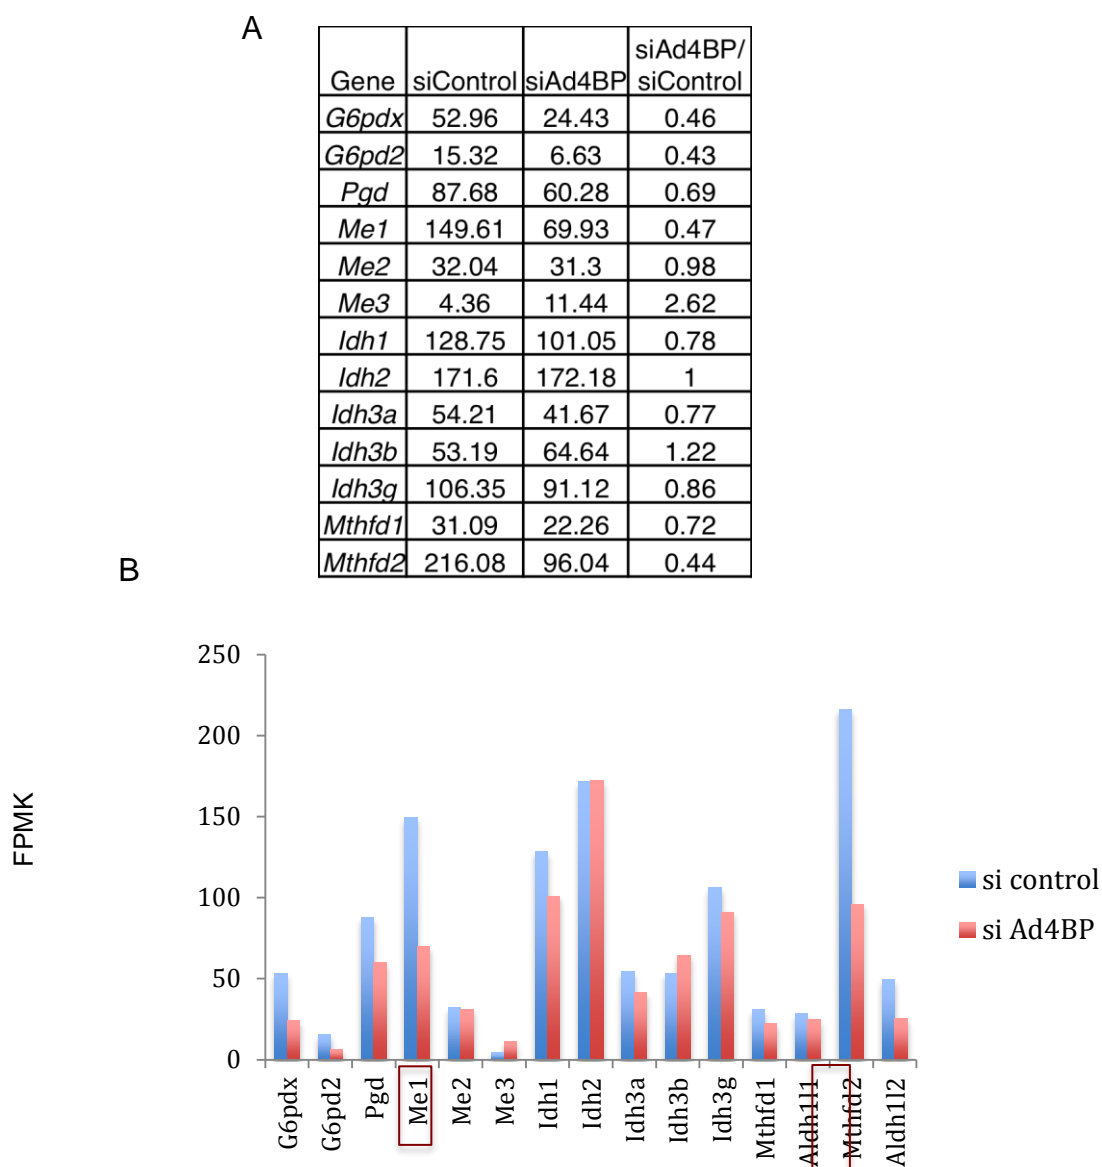 A
Gene siControl siAd4BP siAd4BP/ siControl
G6pdx 52.96 24.43 0.46
G6pd2 15.32 6.63 0.43
Pgd 87.68 60.28 0.69
Me1 149.61 69.93 0.47
Me2 32.04 31.3 0.98
Me3 4.36 11.44 2.62
Idh1 128.75 101.05 0.78
Idh2 171.6 172.18 1
Idh3a 54.21 41.67 0.77
Idh3b 53.19 64.64 1.22
Idh3g 106.35 91.12 0.86
Mthfd1 31.09 22.26 0.72
Mthfd2 216.08 96.04 0.44
B
FPMK
250
200
150
100
50
0
G6pdx
G6pd2
Pgd
Me1
Me2
Me3
Idh1
Idh2
Idh3a
Idh3b
Idh3g
Mthfd1
Aldh1l1
Mthfd2
Aldh1l2
si control
si Ad4BP